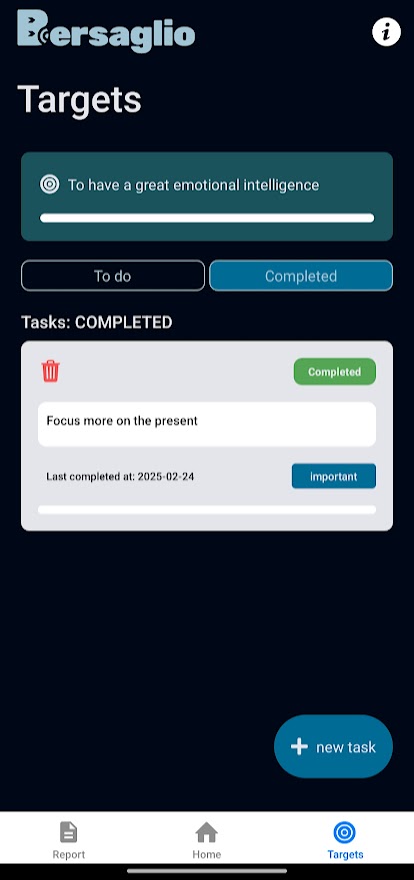 Bersaglio
i
Targets
To have a great emotional intelligence
To do
Completed
Tasks: COMPLETED
Completed
Focus more on the present
Last completed at: 2025-02-24
important
+ new task
Report
Home
Targets